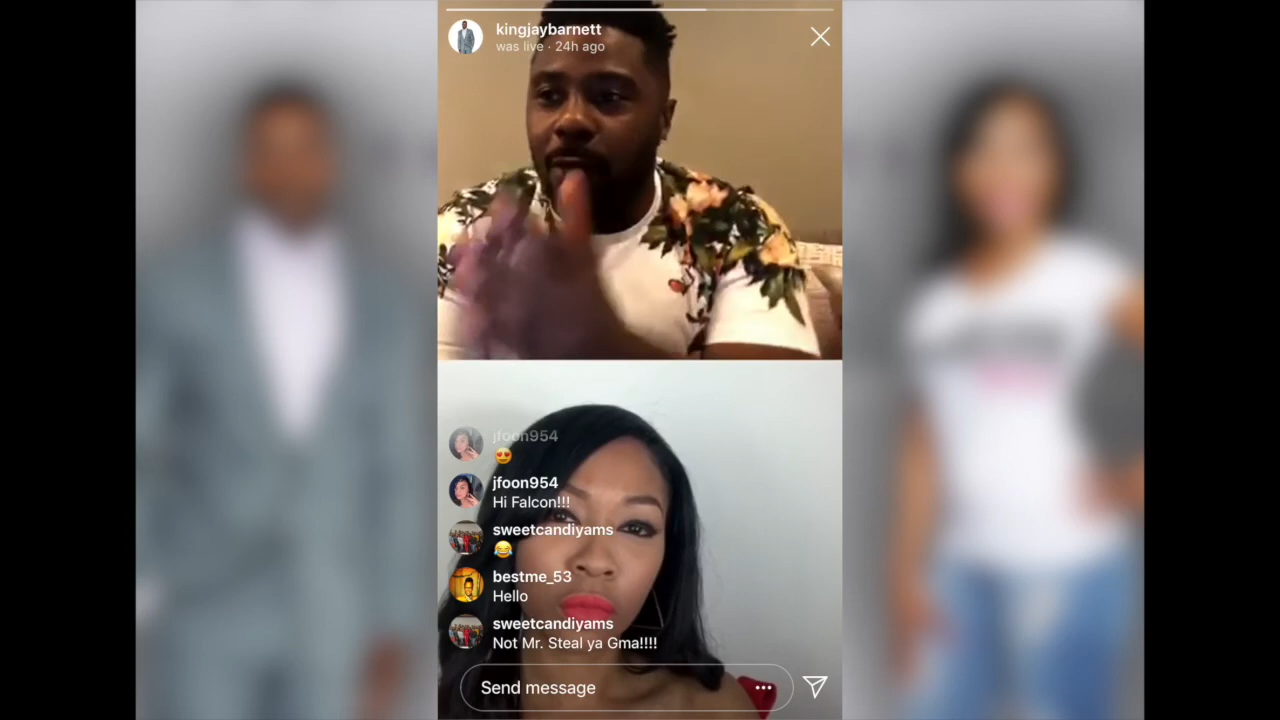 kingjaybarnett
was live · 24h ago
jfoon954
😍
jfoon954
Hi Falcon!!!
sweetcandiyams
😂
bestme_53
Hello
sweetcandiyams
Not Mr. Steal ya Gma!!!!
Send message